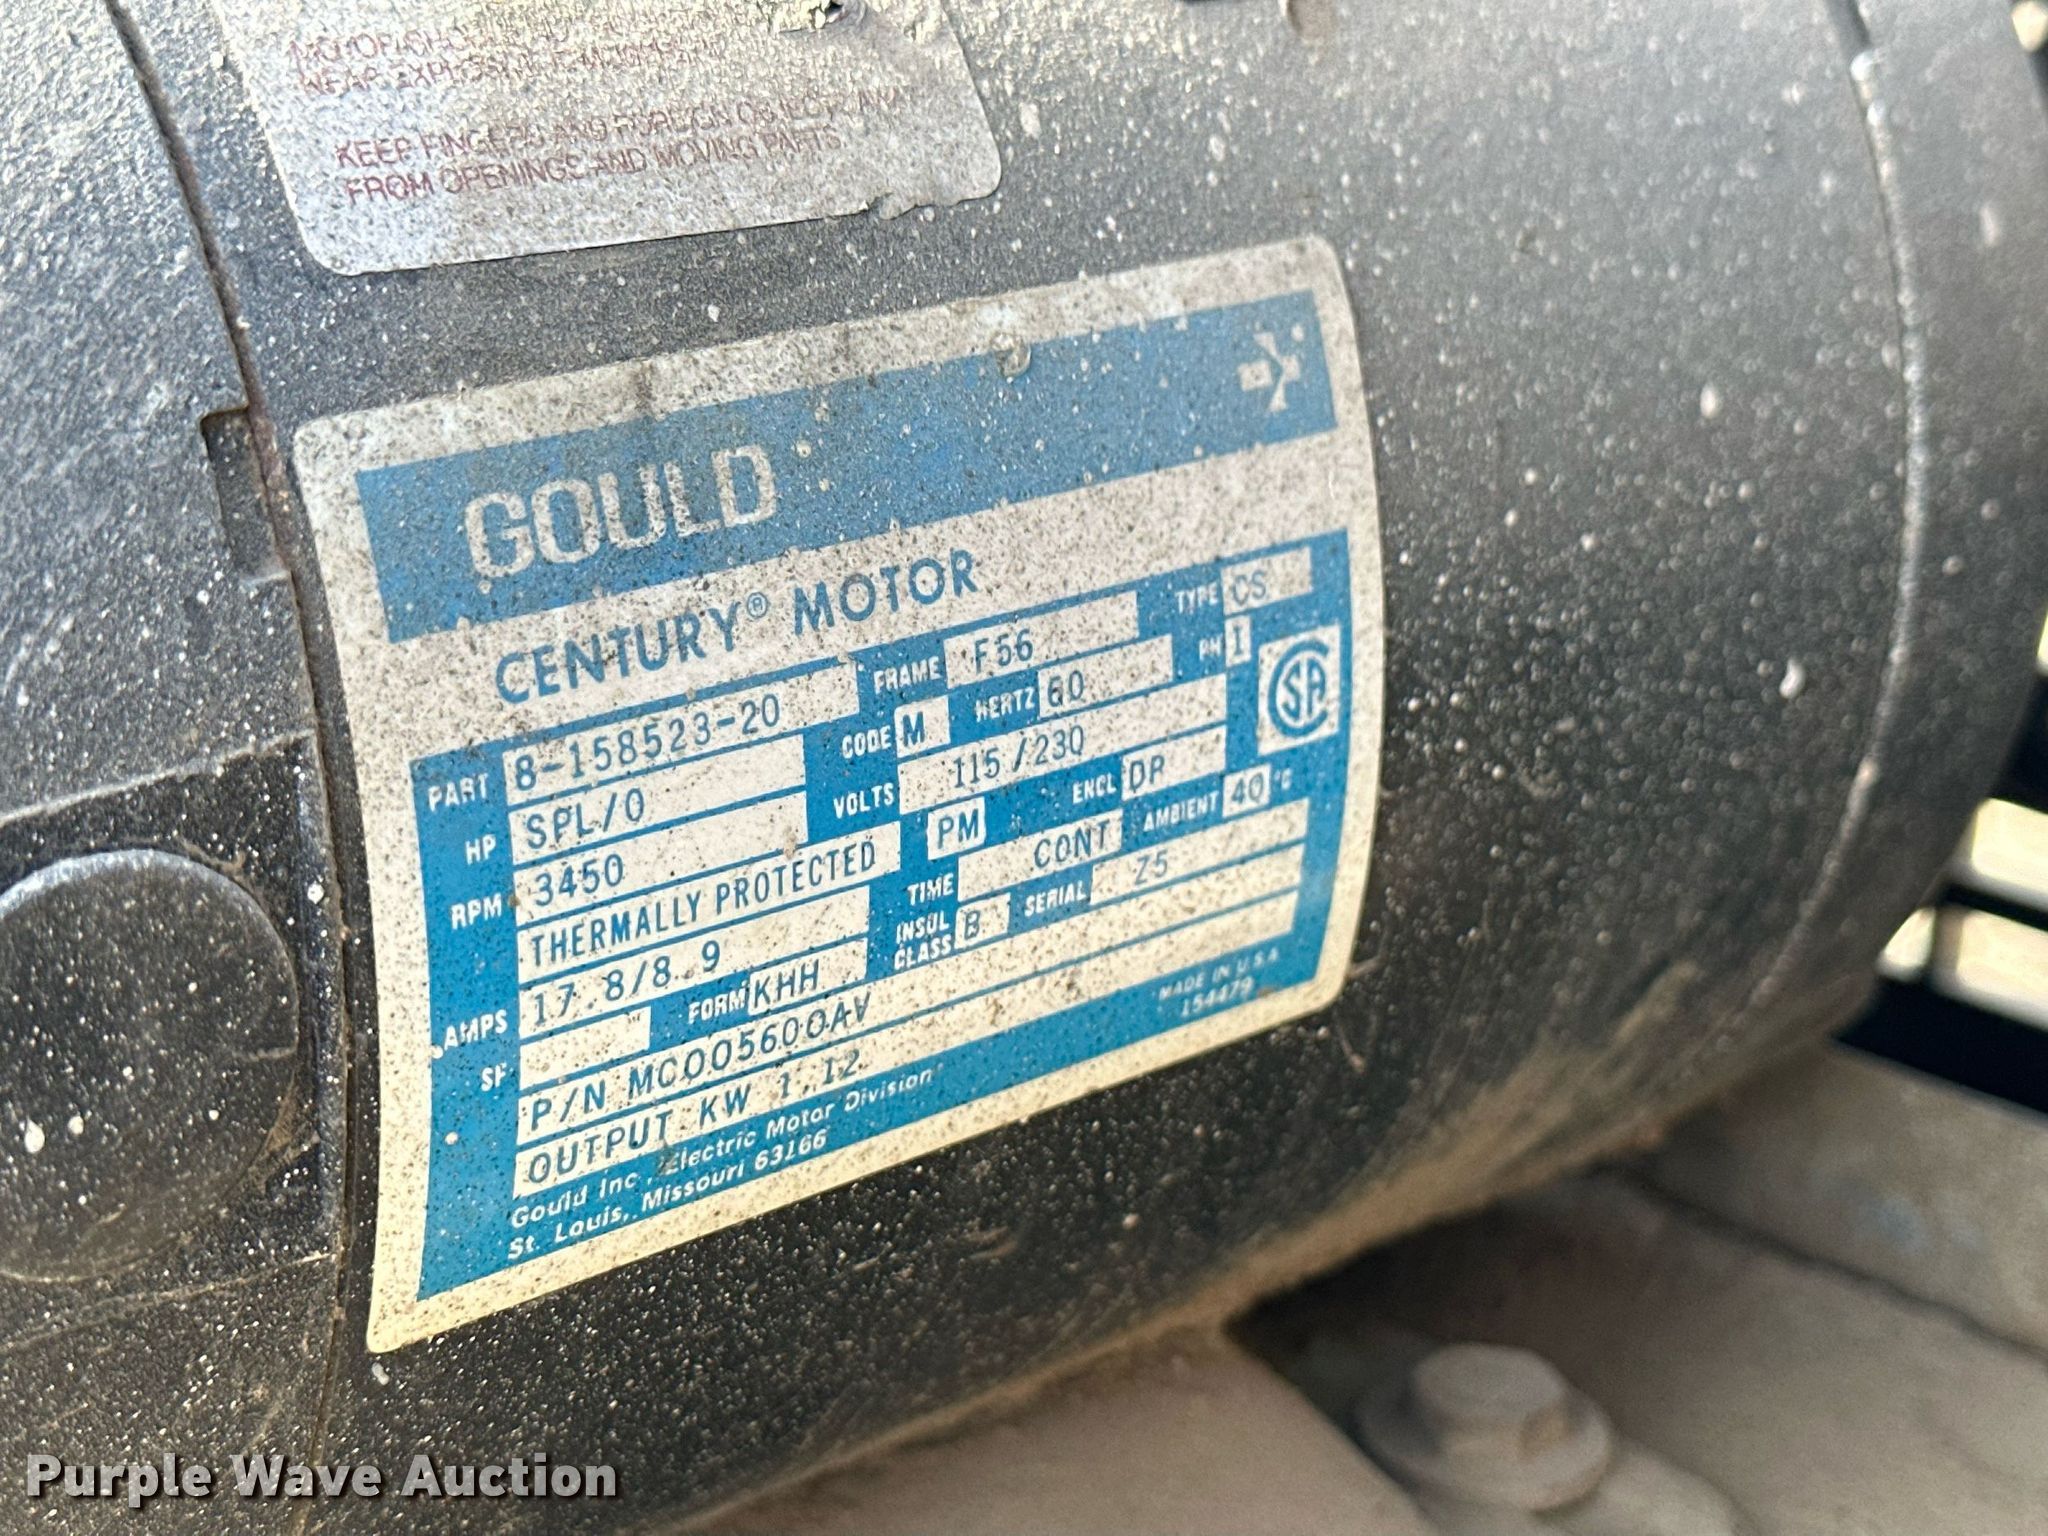 KEEP FINGERS AND FOREIGN OBJECTS AWAY
FROM OPENINGS AND MOVING PARTS
GOULD
CENTURY® MOTOR
PART 8-158523-20 FRAME F56 TYPE CS
HP SPL/0 CODE M HERTZ 60 PH 1
RPM 3450 VOLTS 115/230
THERMALLY PROTECTED PM ENCL DP
AMPS 17.8/8.9 TIME CONT AMBIENT 40 °C
SF FORM KHH INSUL CLASS B SERIAL Z5
P/N MC005600AV
OUTPUT KW 1.12
Gould Inc., Electric Motor Division
St. Louis, Missouri 63166
MADE IN U.S.A.
154479
CSA
Purple Wave Auction